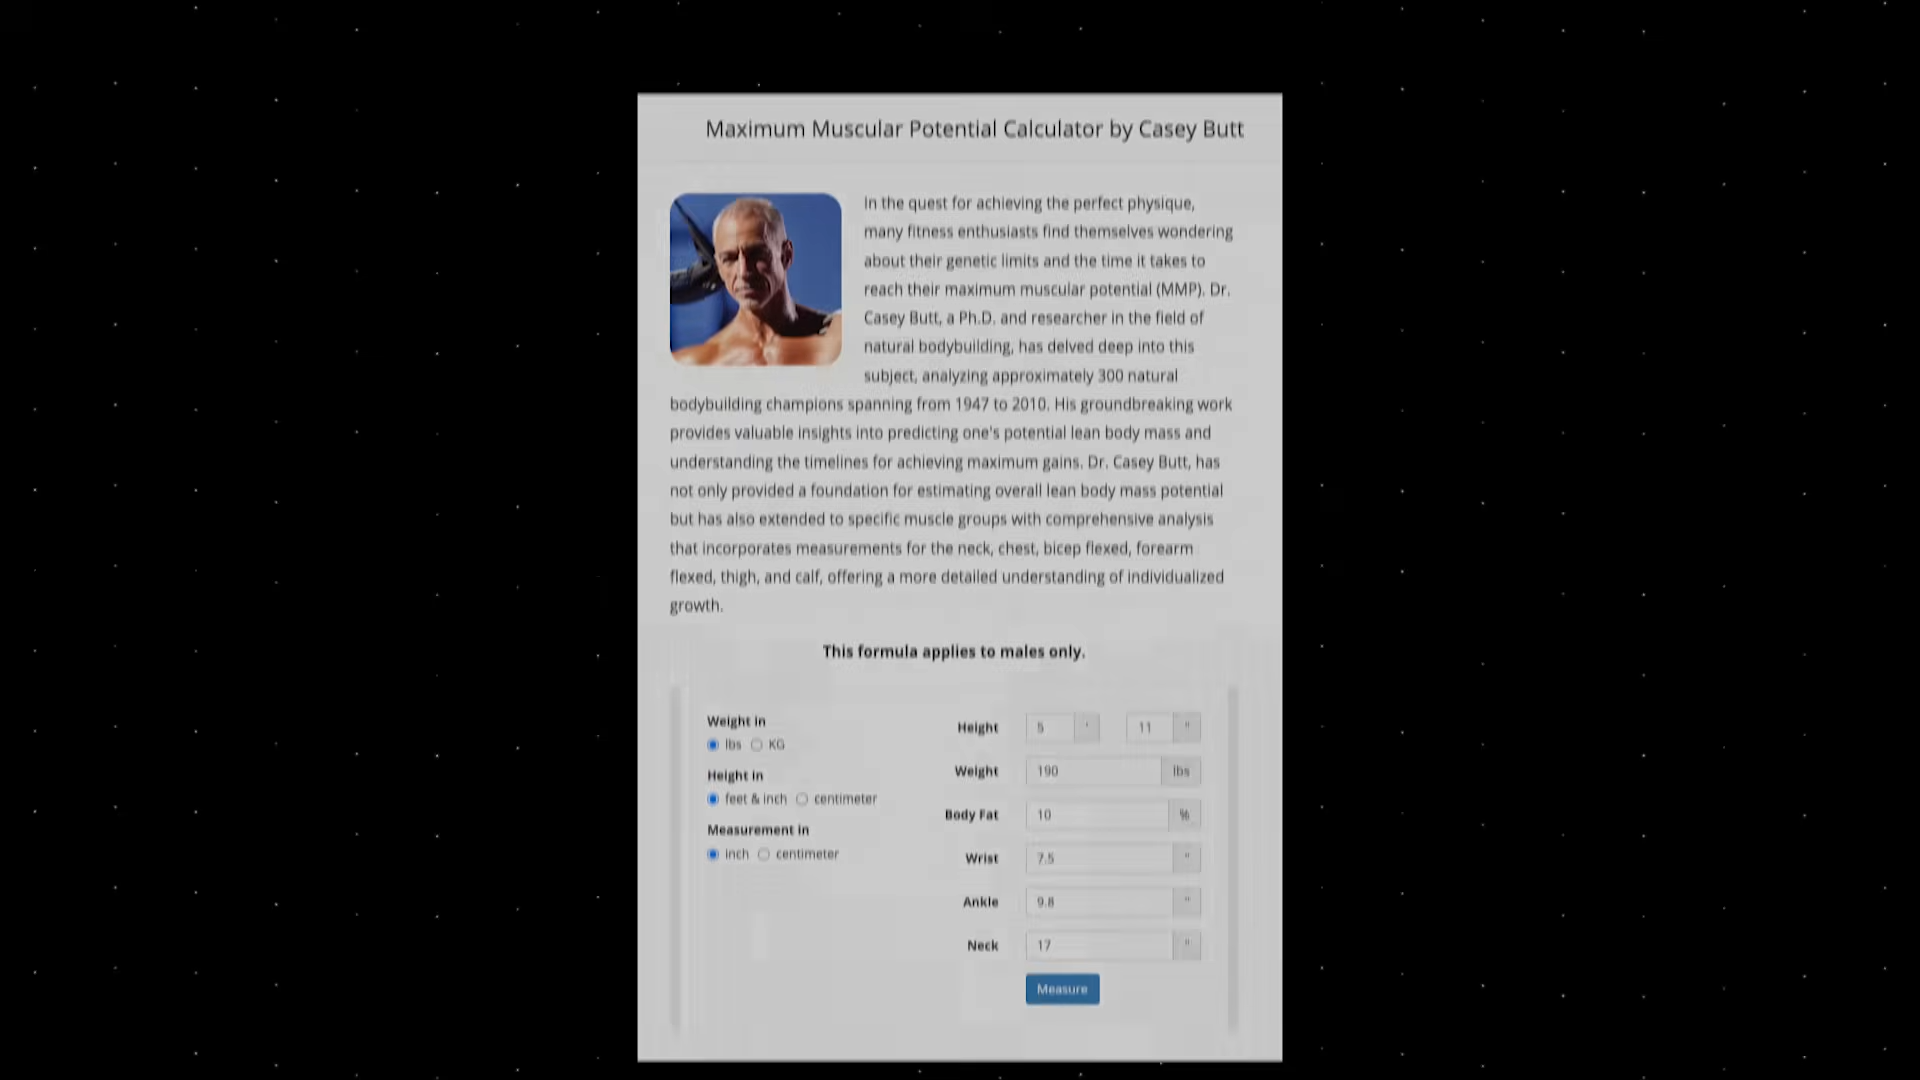 Maximum Muscular Potential Calculator by Casey Butt
In the quest for achieving the perfect physique,
many fitness enthusiasts find themselves wondering
about their genetic limits and the time it takes to
reach their maximum muscular potential (MMP). Dr.
Casey Butt, a Ph.D. and researcher in the field of
natural bodybuilding, has delved deep into this
subject, analyzing approximately 300 natural
bodybuilding champions spanning from 1947 to 2010. His groundbreaking work
provides valuable insights into predicting one's potential lean body mass and
understanding the timelines for achieving maximum gains. Dr. Casey Butt, has
not only provided a foundation for estimating overall lean body mass potential
but has also extended to specific muscle groups with comprehensive analysis
that incorporates measurements for the neck, chest, bicep flexed, forearm
flexed, thigh, and calf, offering a more detailed understanding of individualized
growth.
This formula applies to males only.
Weight in
lbs KG
Height in
feet & inch centimeter
Measurement in
inch centimeter
Height 5 ' 11 "
Weight 190 lbs
Body Fat 10 %
Wrist 7.5 "
Ankle 9.8 "
Neck 17 "
Measure